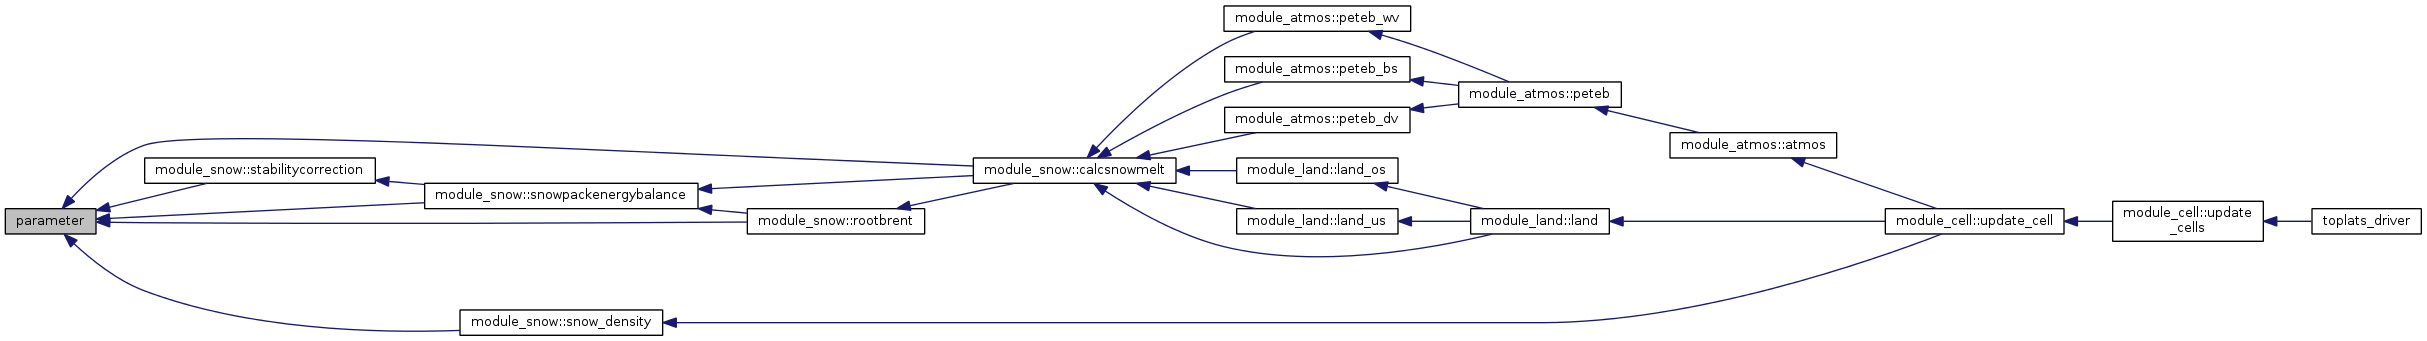 parameter
module_snow::stabilitycorrection
module_snow::snowpackenergybalance
module_snow::rootbrent
module_snow::snow_density
module_snow::calcsnowmelt
module_atmos::peteb_wv
module_atmos::peteb_bs
module_atmos::peteb_dv
module_land::land_os
module_land::land_us
module_atmos::peteb
module_land::land
module_atmos::atmos
module_cell::update_cell
module_cell::update
_cells
toplats_driver